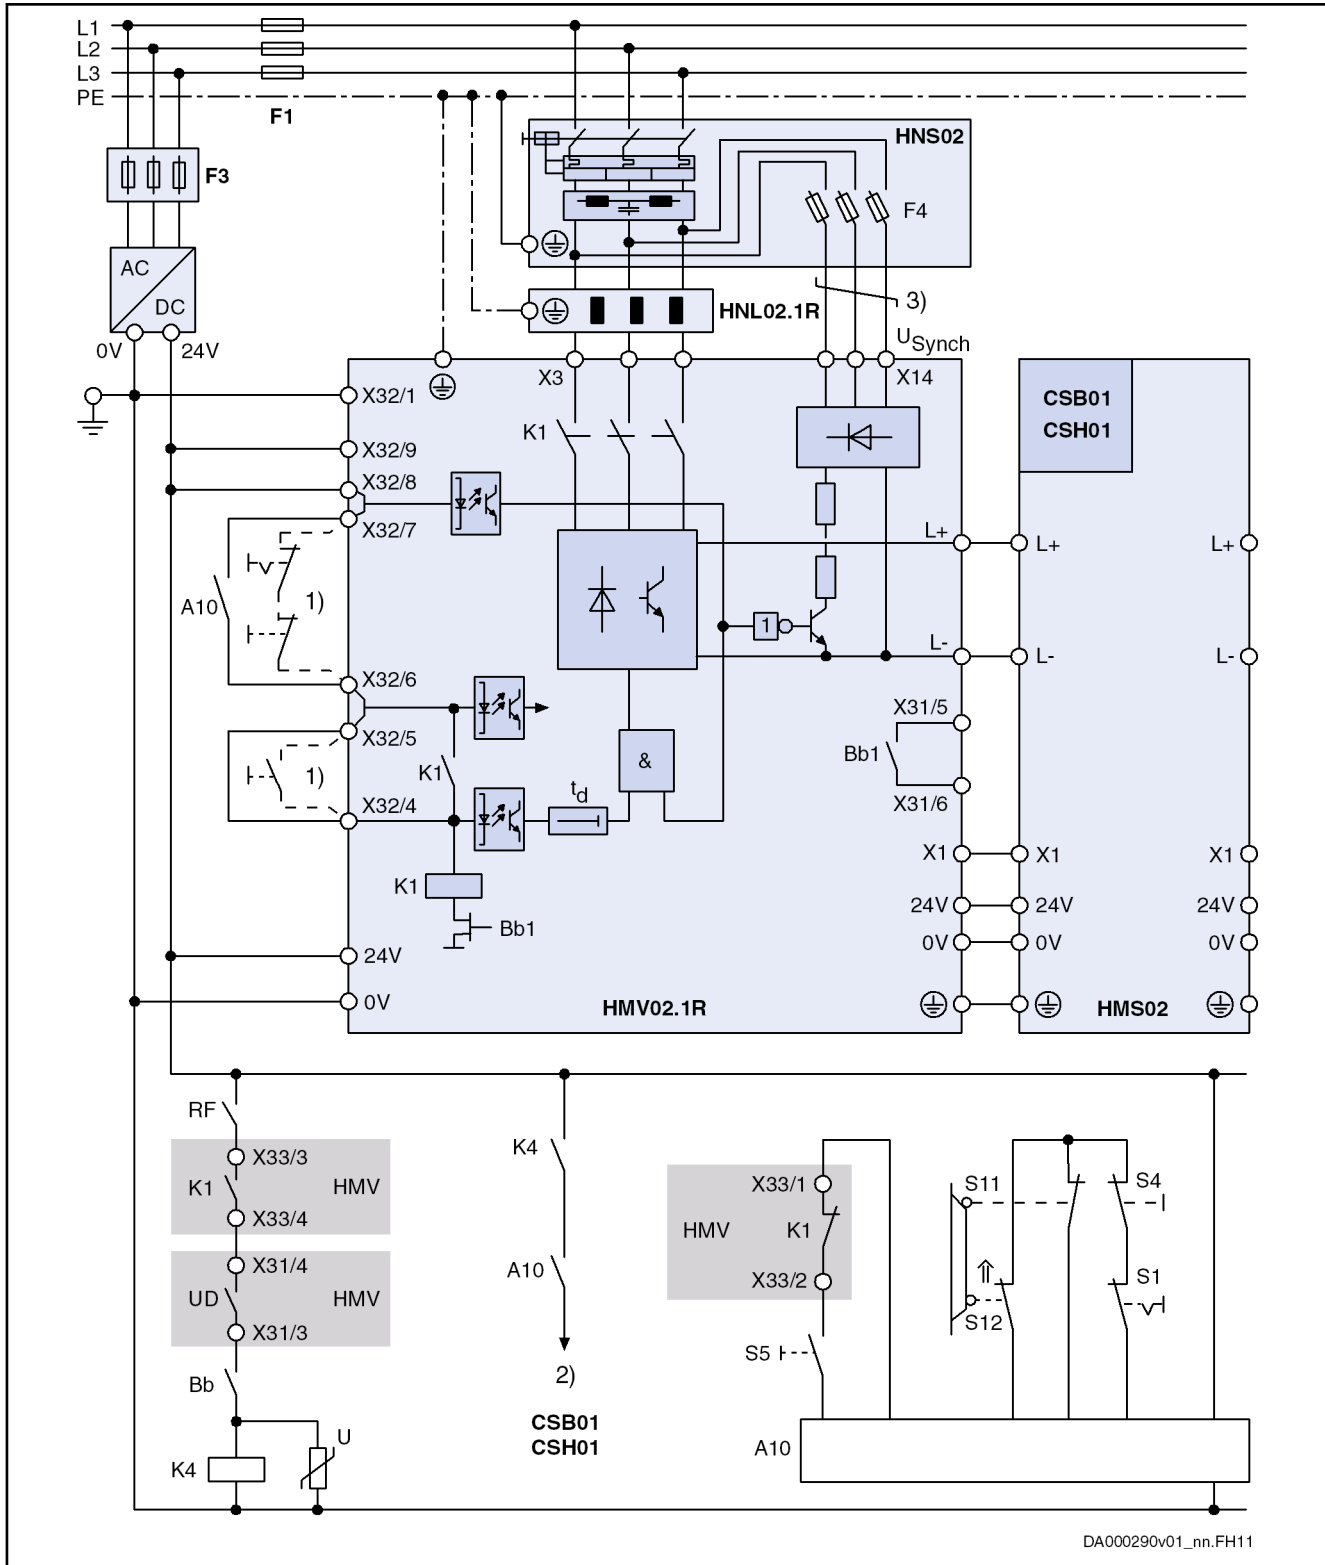 L1
L2
L3
PE
F1
HNS02
F3
F4
AC
DC
3)
HNL02.1R
0V
24V
USynch
X3
X14
X32/1
CSB01
CSH01
K1
X32/9
X32/8
X32/7
L+
L+
L+
A10
1)
1
L-
L-
L-
X32/6
X31/5
X32/5
Bb1
K1
&
1)
td
X32/4
X31/6
X1
X1
X1
K1
24V
24V
24V
Bb1
0V
0V
0V
24V
0V
HMV02.1R
HMS02
RF
K4
X33/3
K1
HMV
X33/4
X33/1
S11
S4
HMV
K1
X31/4
A10
X33/2
S1
UD
HMV
X31/3
S12
S5
Bb
2)
CSB01
CSH01
U
A10
K4
DA000290v01_nn.FH11